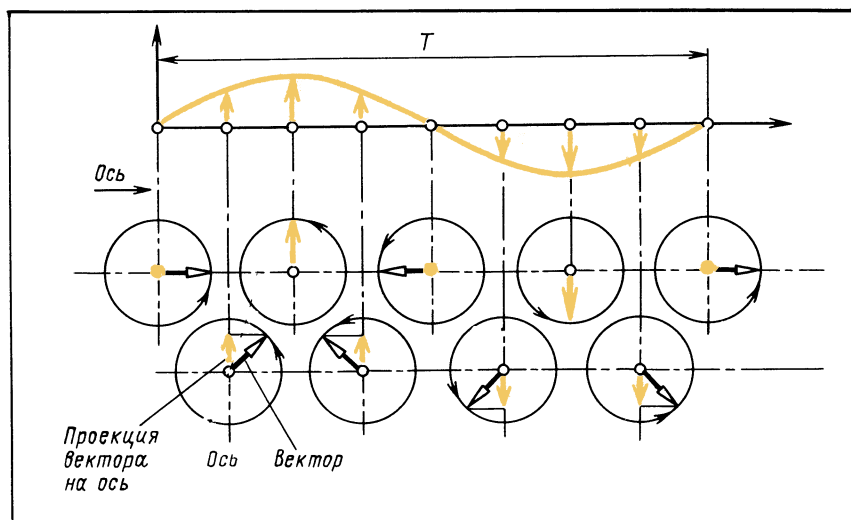 T
Ось
Проекция
вектора
на ось
Ось
Вектор